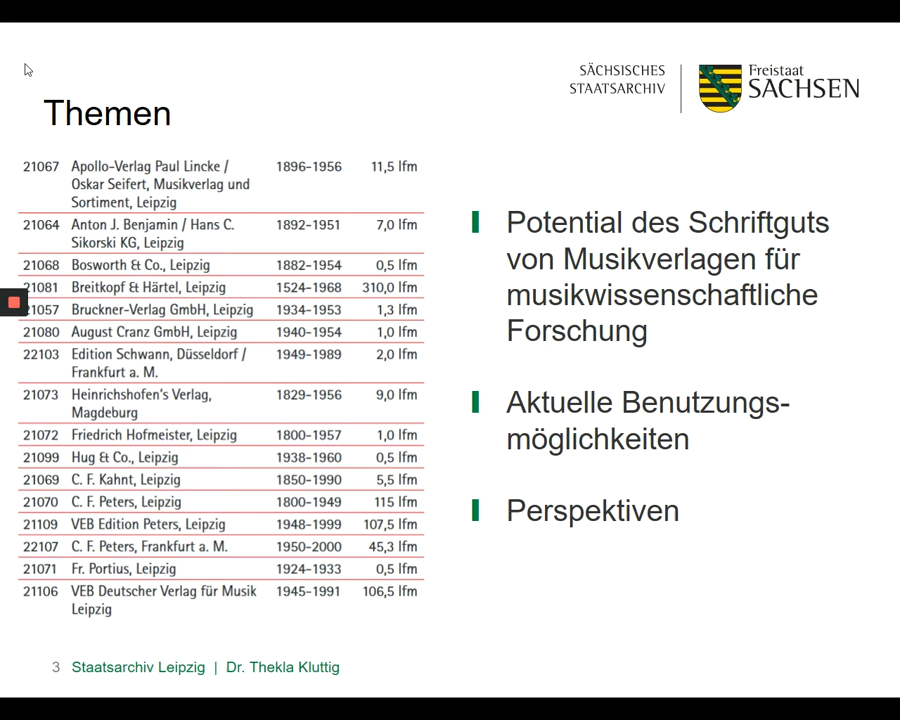 SÄCHSISCHES
STAATSARCHIV
Freistaat
SACHSEN
Themen
21067 Apollo-Verlag Paul Lincke / 1896-1956 11,5 lfm
Oskar Seifert, Musikverlag und
Sortiment, Leipzig
21064 Anton J. Benjamin / Hans C. 1892-1951 7,0 lfm
Sikorski KG, Leipzig
21068 Bosworth & Co., Leipzig 1882-1954 0,5 lfm
21081 Breitkopf & Härtel, Leipzig 1524-1968 310,0 lfm
21057 Bruckner-Verlag GmbH, Leipzig 1934-1953 1,3 lfm
21080 August Cranz GmbH, Leipzig 1940-1954 1,0 lfm
22103 Edition Schwann, Düsseldorf / 1949-1989 2,0 lfm
Frankfurt a. M.
21073 Heinrichshofen's Verlag, 1829-1956 9,0 lfm
Magdeburg
21072 Friedrich Hofmeister, Leipzig 1800-1957 1,0 lfm
21099 Hug & Co., Leipzig 1938-1960 0,5 lfm
21069 C. F. Kahnt, Leipzig 1850-1990 5,5 lfm
21070 C. F. Peters, Leipzig 1800-1949 115 lfm
21109 VEB Edition Peters, Leipzig 1948-1999 107,5 lfm
22107 C. F. Peters, Frankfurt a. M. 1950-2000 45,3 lfm
21071 Fr. Portius, Leipzig 1924-1933 0,5 lfm
21106 VEB Deutscher Verlag für Musik 1945-1991 106,5 lfm
Leipzig
Potential des Schriftguts
von Musikverlagen für
musikwissenschaftliche
Forschung
Aktuelle Benutzungs-
möglichkeiten
Perspektiven
3 Staatsarchiv Leipzig | Dr. Thekla Kluttig